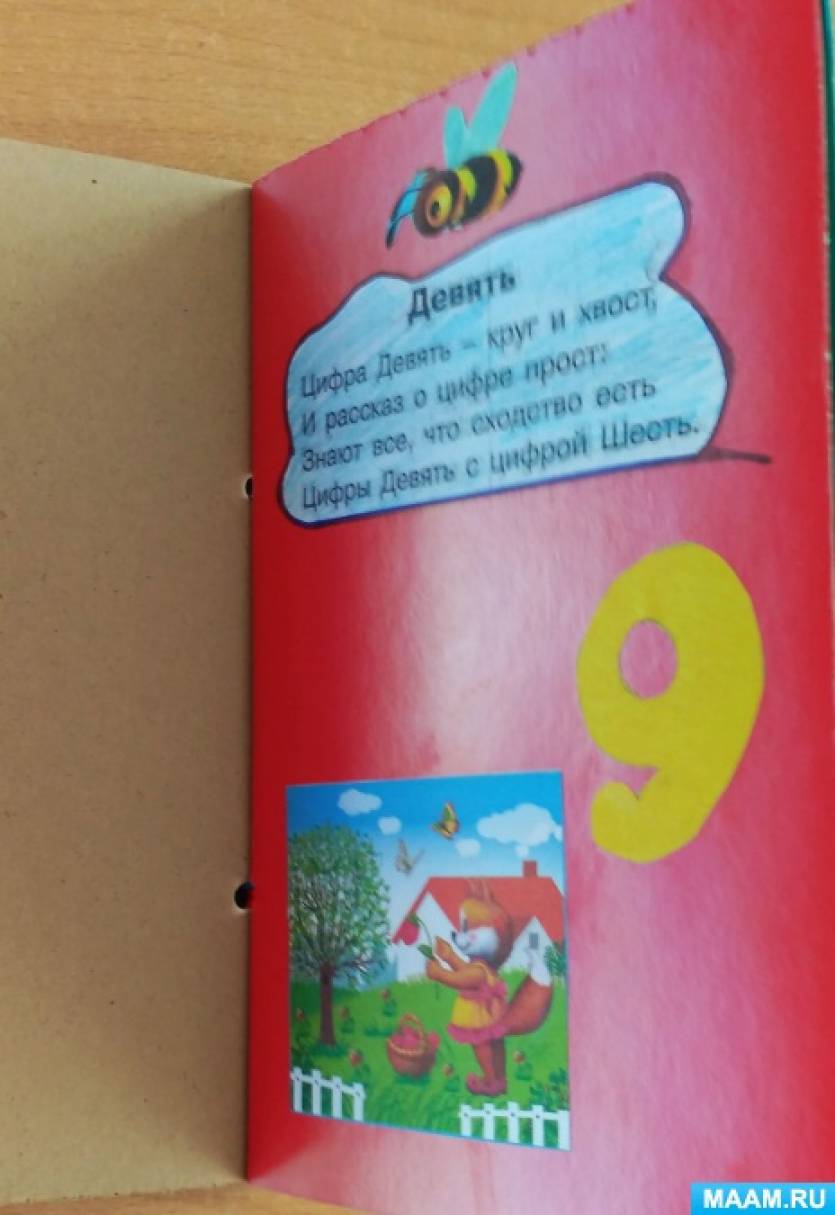 Девять
Цифра Девять – круг и хвост,
И рассказ о цифре прост:
Знают все, что сходство есть
Цифры Девять с цифрой Шесть.
9
MAAM.RU